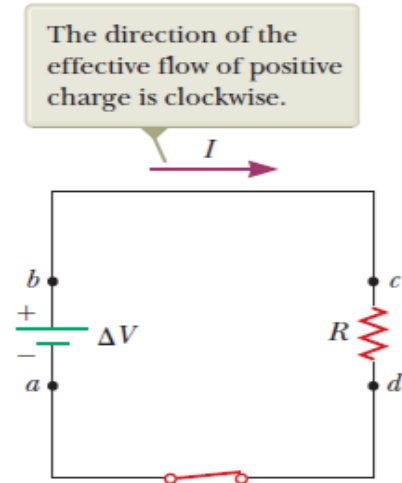 The direction of the
effective flow of positive
charge is clockwise.
I
b
c
+
ΔV
R
−
a
d